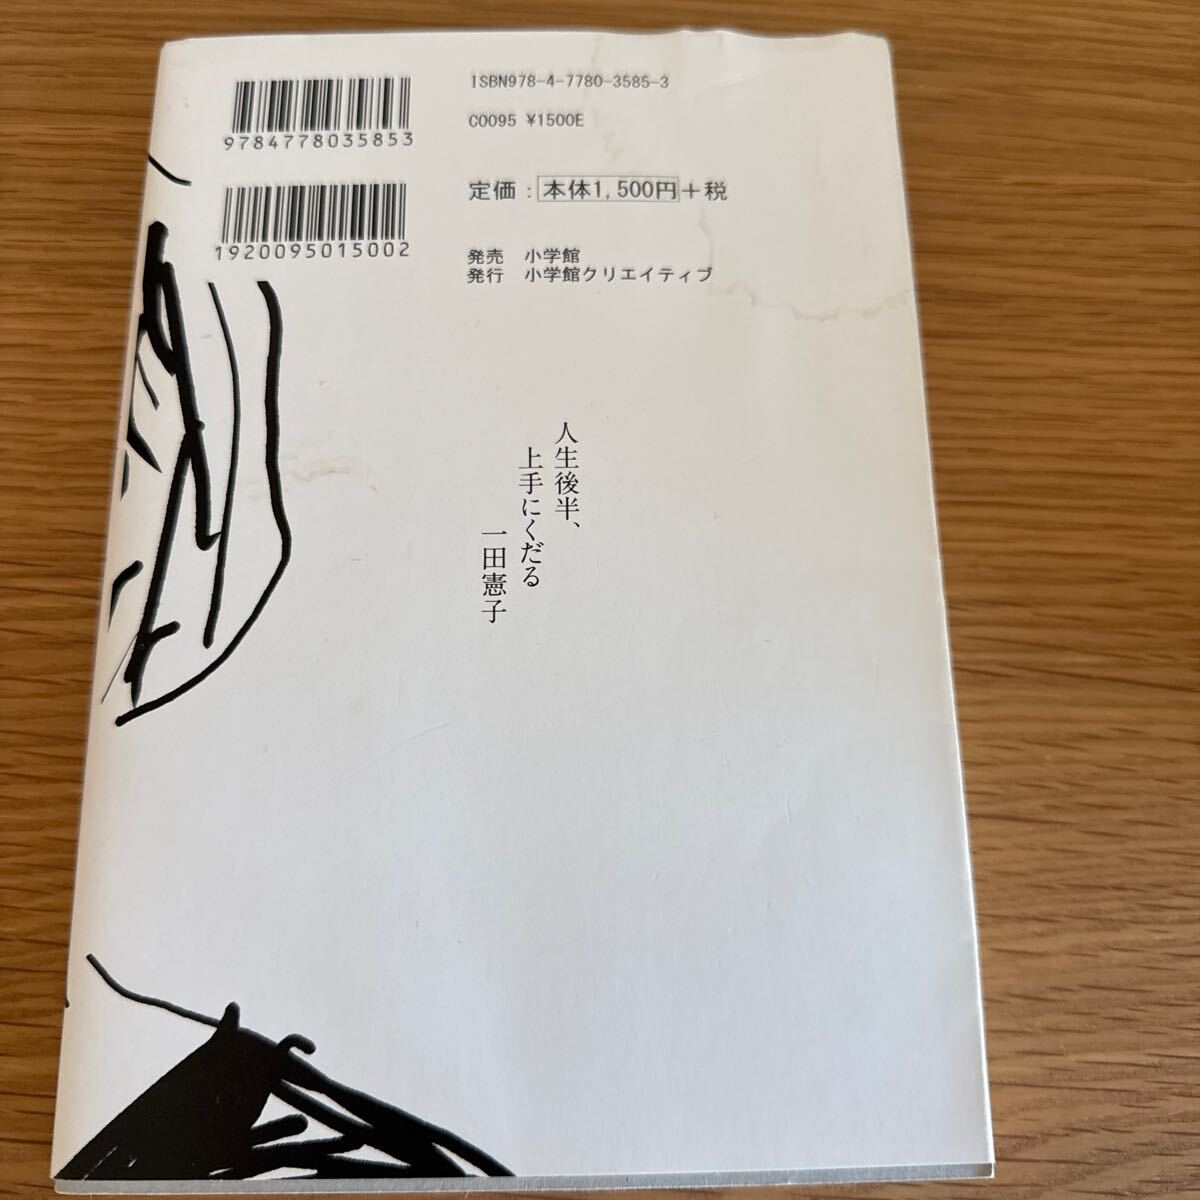 ISBN978-4-7780-3585-3
9784778035853
C0095 ¥1500E
定価：本体1,500円＋税
1920095015002
発売　小学館
発行　小学館クリエイティブ
人生後半、
上手にくだる
一田憲子